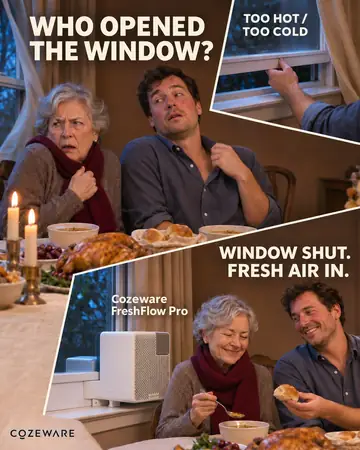 WHO OPENED
THE WINDOW?
TOO HOT /
TOO COLD
WINDOW SHUT.
FRESH AIR IN.
Cozeware
FreshFlow Pro
COZEWARE